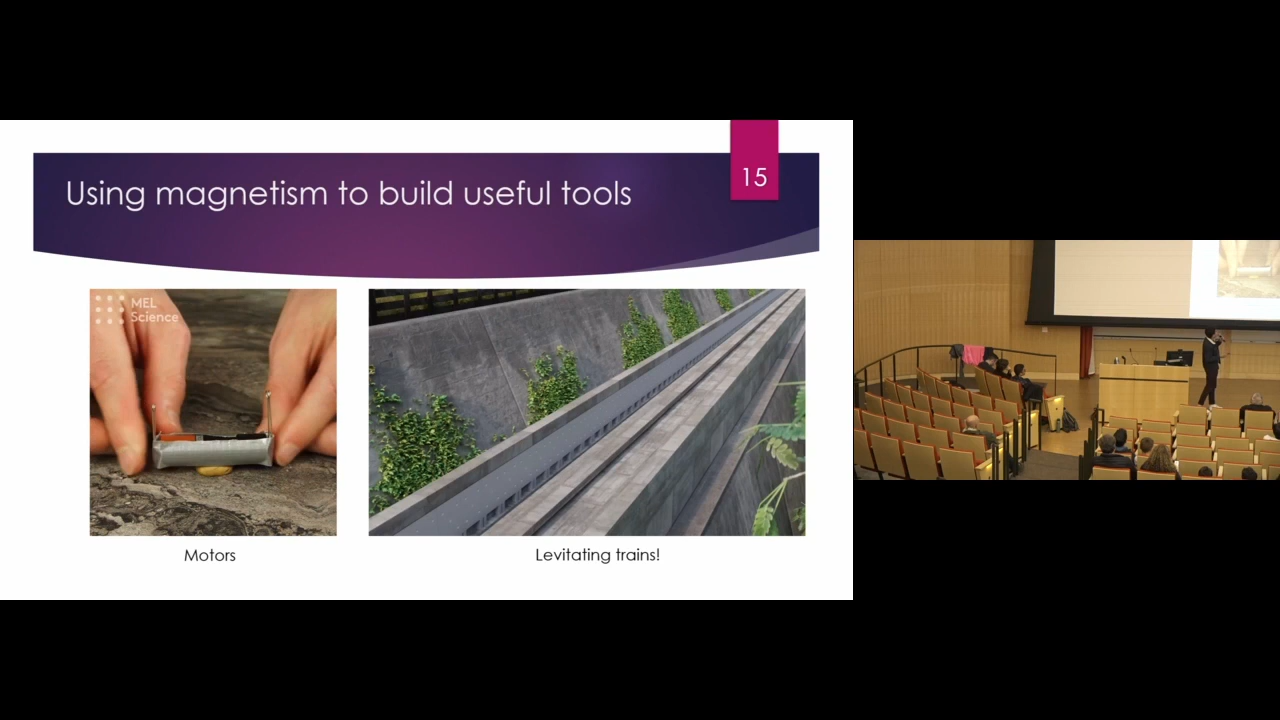 Using magnetism to build useful tools
15
MEL
Science
Motors
Levitating trains!